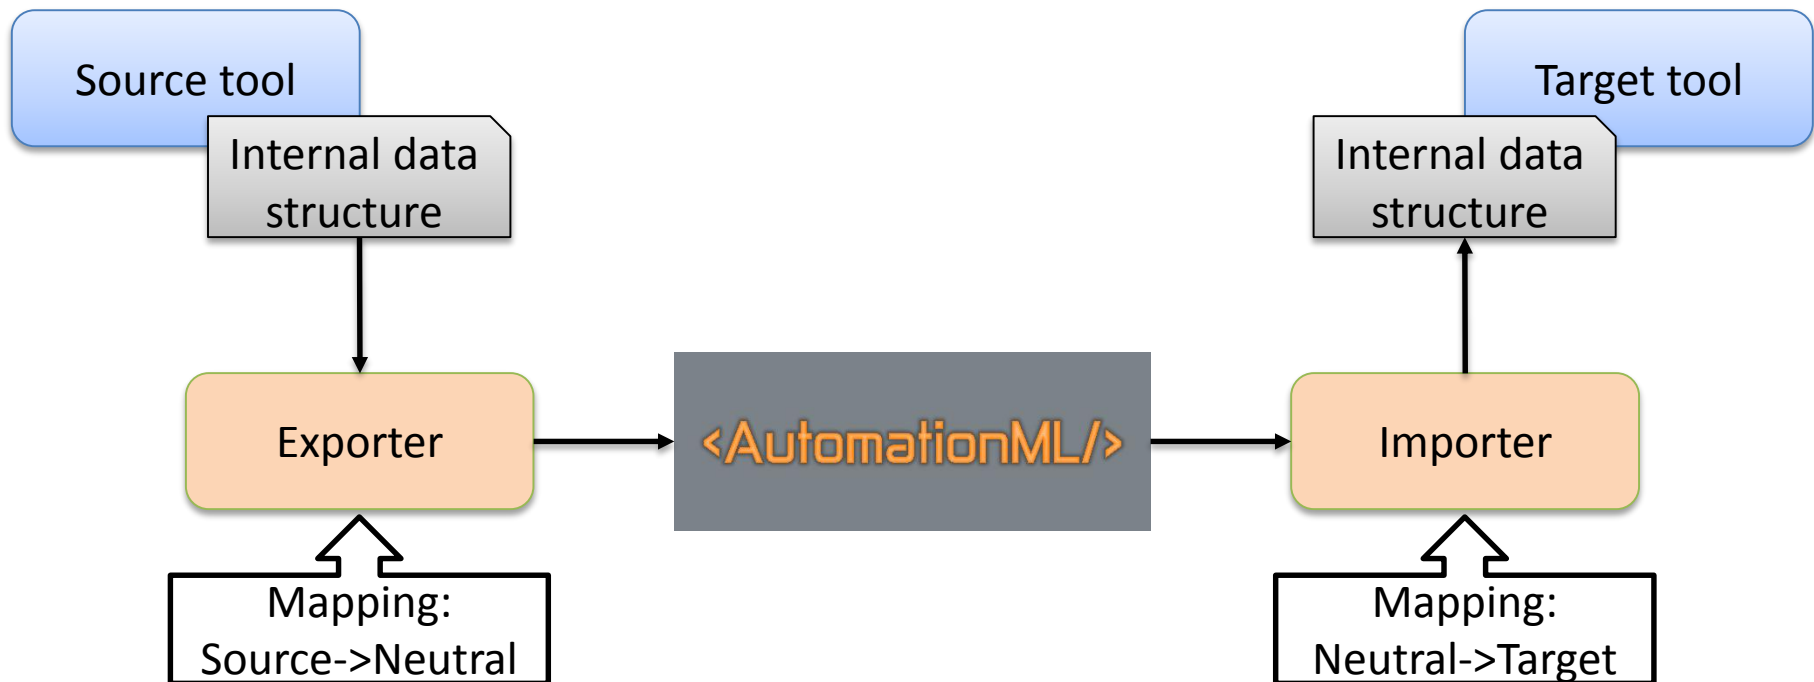 Source tool
Internal data
structure
Target tool
Internal data
structure
Exporter
<AutomationML/>
Importer
Mapping:
Source->Neutral
Mapping:
Neutral->Target